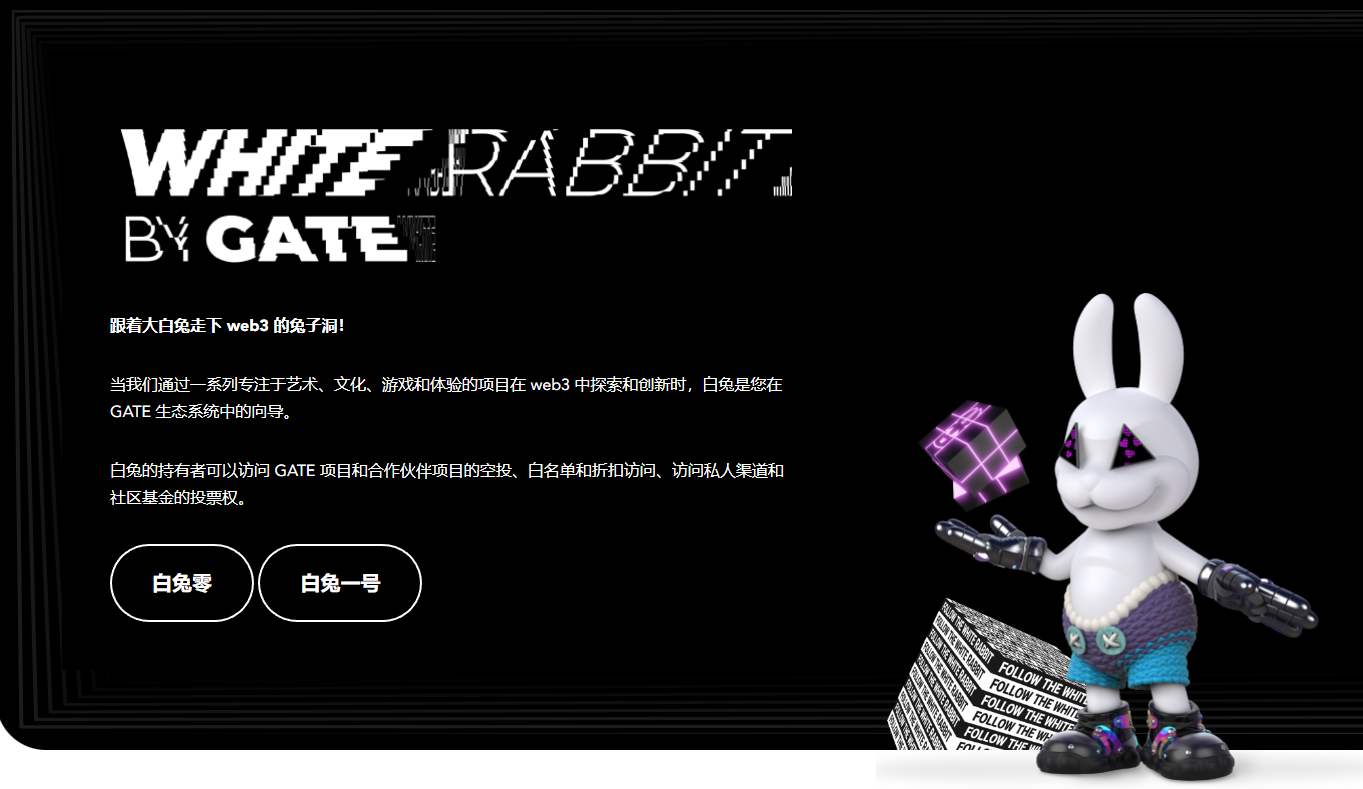 WHITE RABBIT
BY GATE
跟着大白兔走下 web3 的兔子洞！
当我们通过一系列专注于艺术、文化、游戏和体验的项目在 web3 中探索和创新时，白兔是您在
GATE 生态系统中的向导。
白兔的持有者可以访问 GATE 项目和合作伙伴项目的空投、白名单和折扣访问、访问私人渠道和
社区基金的投票权。
白兔零
白兔一号
FOLLOW THE WHITE RABBIT
FOLLOW THE WHITE
FOLLOW THE WHITE
FOLLOW THE WHITE
FOLLOW THE